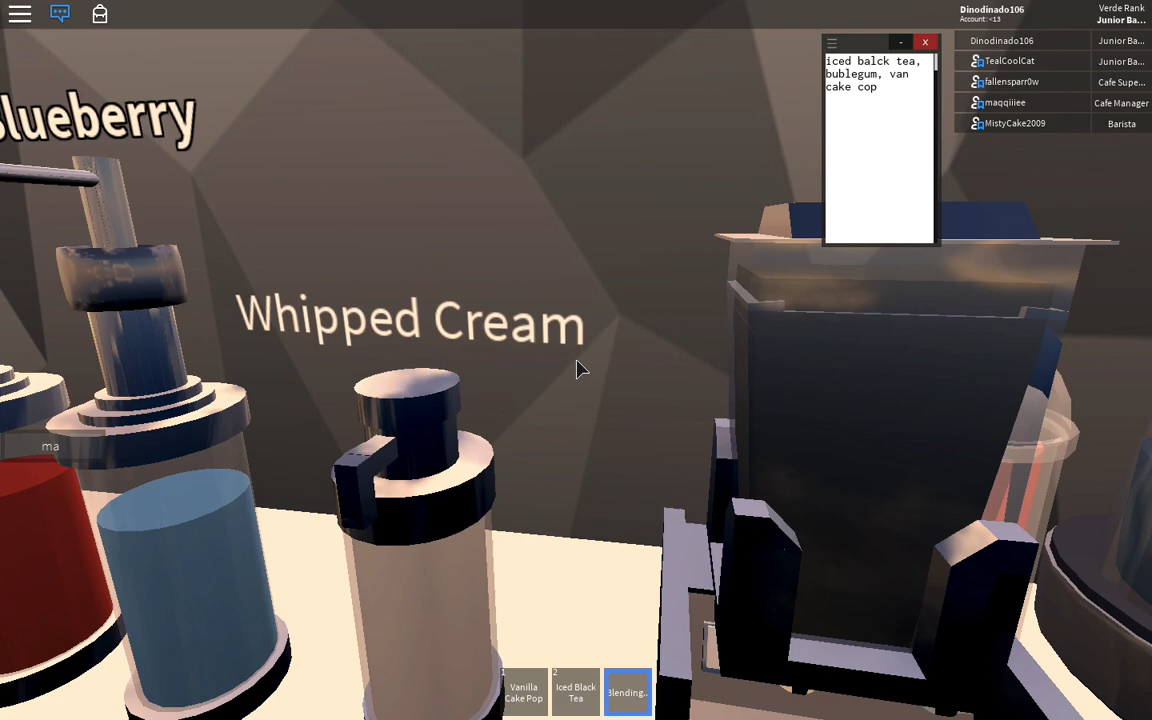 Dinodinado106
Account: <13
Verde Rank
Junior Ba...
Dinodinado106 Junior Ba...
TealCoolCat Junior Ba...
fallensparr0w Cafe Supe...
maqqiiiee Cafe Manager
MistyCake2009 Barista
- X
iced balck tea,
bublegum, van
cake cop
Blueberry
Whipped Cream
ma
1
Vanilla
Cake Pop
2
Iced Black
Tea
Blending..